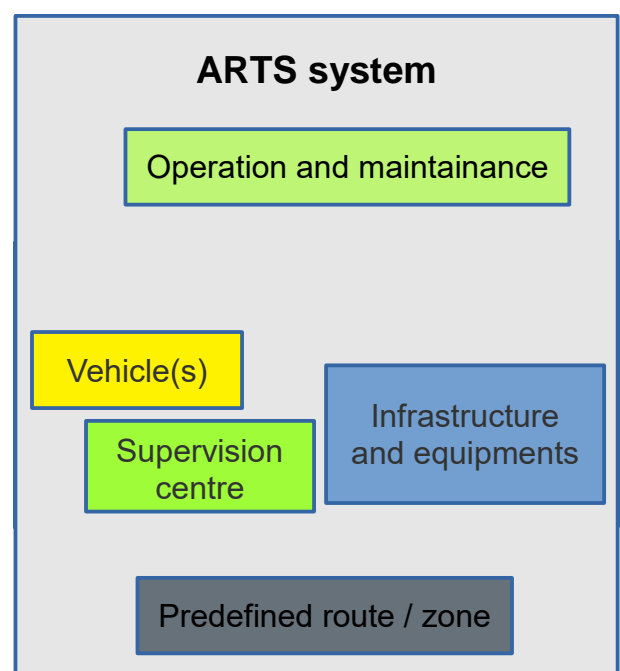 ARTS system
Operation and maintainance
Vehicle(s)
Supervision
centre
Infrastructure
and equipments
Predefined route / zone